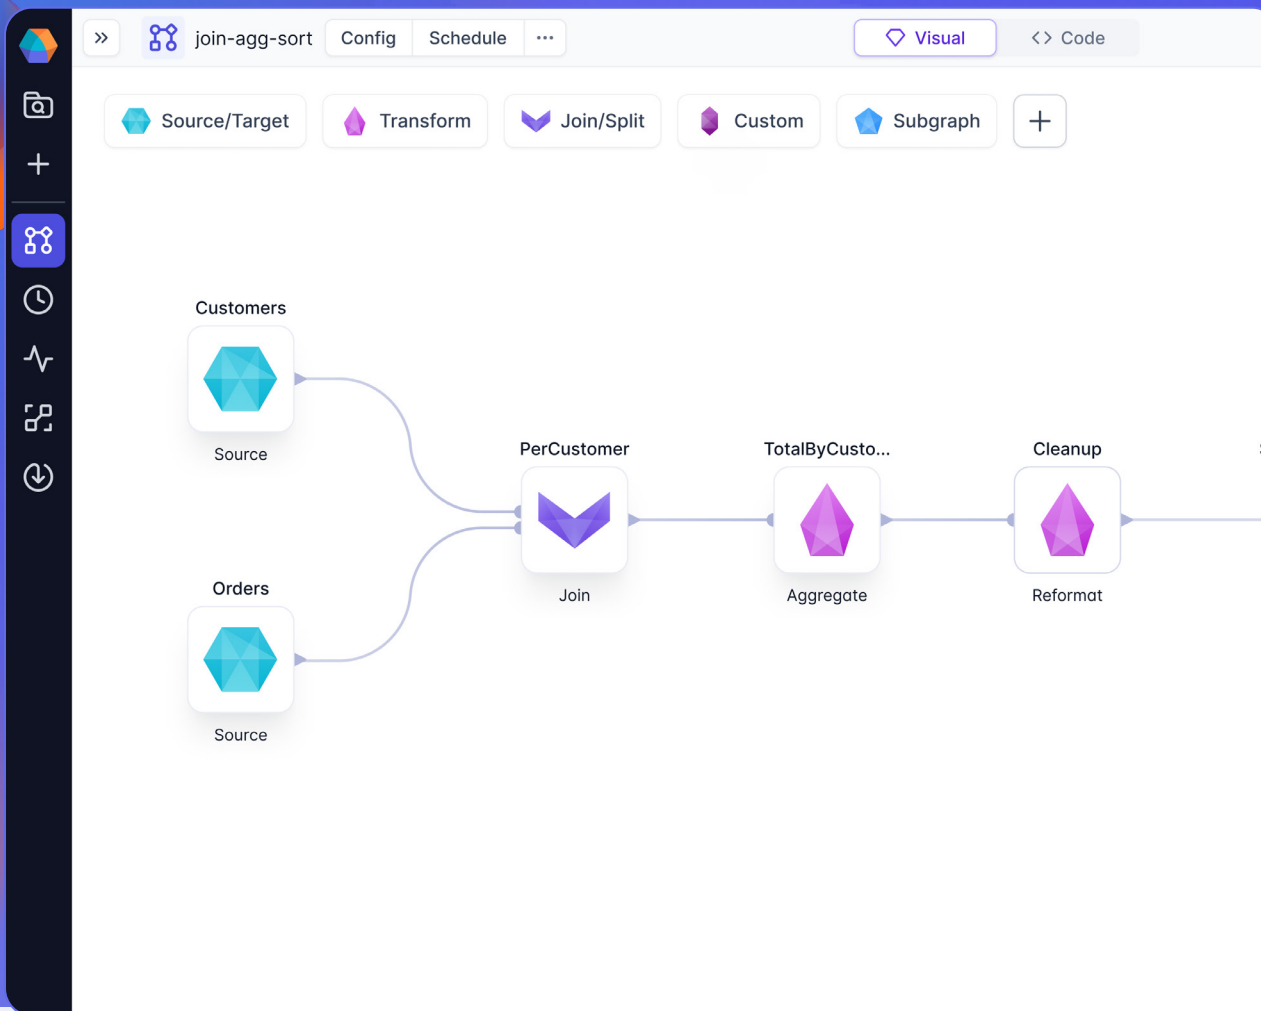 join-agg-sort
Config
Schedule
Visual
Code
Source/Target
Transform
Join/Split
Custom
Subgraph
Customers
Source
Orders
Source
PerCustomer
Join
TotalByCusto...
Aggregate
Cleanup
Reformat